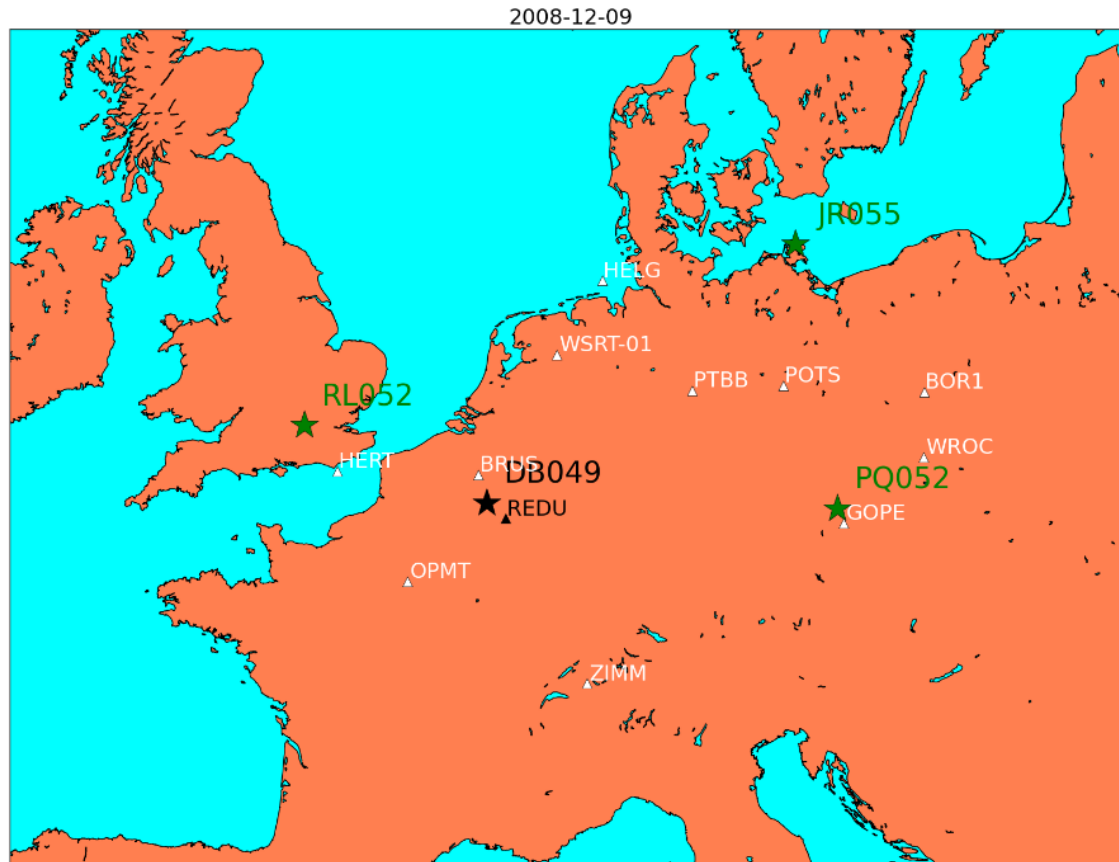 2008-12-09
JR055
HELG
WSRT-01
PTBB
POTS
BOR1
RL052
WROC
HERT
BRUS
DB049
PQ052
REDU
GOPE
OPMT
ZIMM